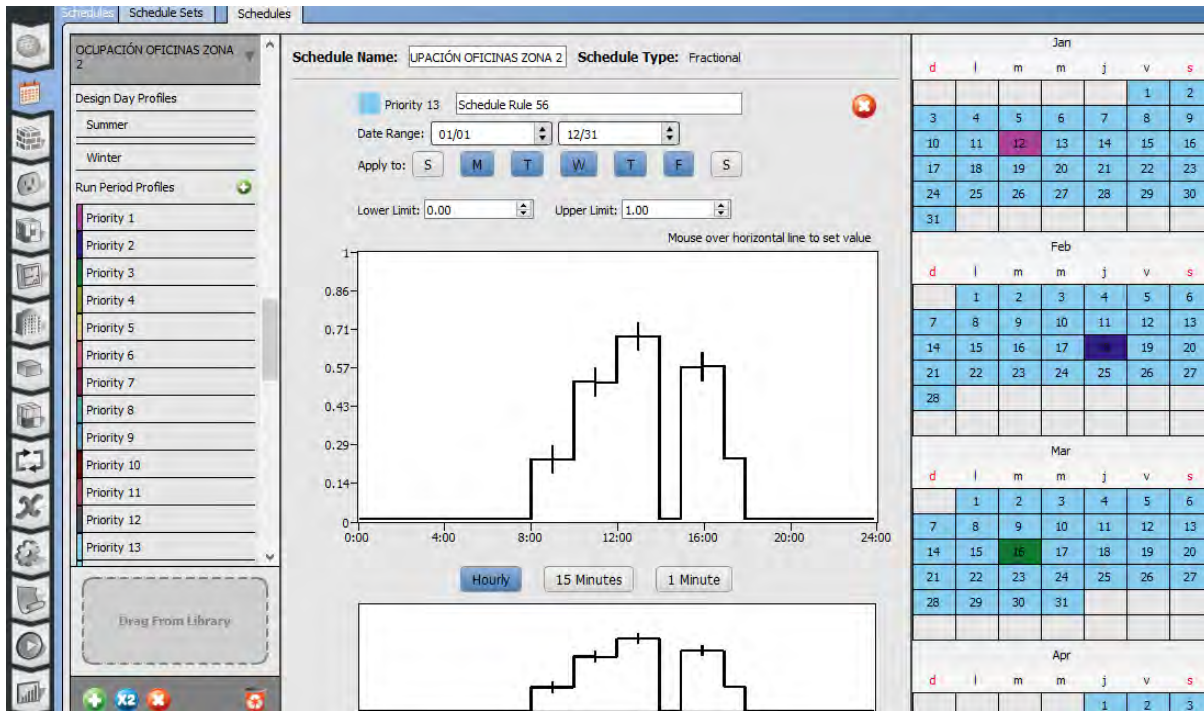 Schedules Schedule Sets Schedules
OCUPACIÓN OFICINAS ZONA
2
Design Day Profiles
Summer
Winter
Run Period Profiles
Priority 1
Priority 2
Priority 3
Priority 4
Priority 5
Priority 6
Priority 7
Priority 8
Priority 9
Priority 10
Priority 11
Priority 12
Priority 13
Drag From Library
X2
Schedule Name: UPACIÓN OFICINAS ZONA 2 Schedule Type: Fractional
Priority 13 Schedule Rule 56
Date Range: 01/01 12/31
Apply to: S M T W T F S
Lower Limit: 0.00 Upper Limit: 1.00
Mouse over horizontal line to set value
1
0.86
0.71
0.57
0.43
0.29
0.14
0
0:00 4:00 8:00 12:00 16:00 20:00 24:00
Hourly 15 Minutes 1 Minute
Jan
d l m m j v s
1 2
3 4 5 6 7 8 9
10 11 12 13 14 15 16
17 18 19 20 21 22 23
24 25 26 27 28 29 30
31
Feb
d l m m j v s
1 2 3 4 5 6
7 8 9 10 11 12 13
14 15 16 17 18 19 20
21 22 23 24 25 26 27
28
Mar
d l m m j v s
1 2 3 4 5 6
7 8 9 10 11 12 13
14 15 16 17 18 19 20
21 22 23 24 25 26 27
28 29 30 31
Apr
d l m m j v s
1 2 3